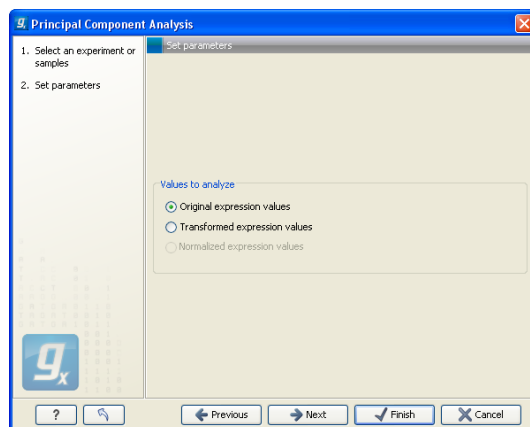 Principal Component Analysis
1. Select an experiment or
samples
2. Set parameters
Set parameters
Values to analyze
Original expression values
Transformed expression values
Normalized expression values
gx
?
Previous
Next
Finish
Cancel